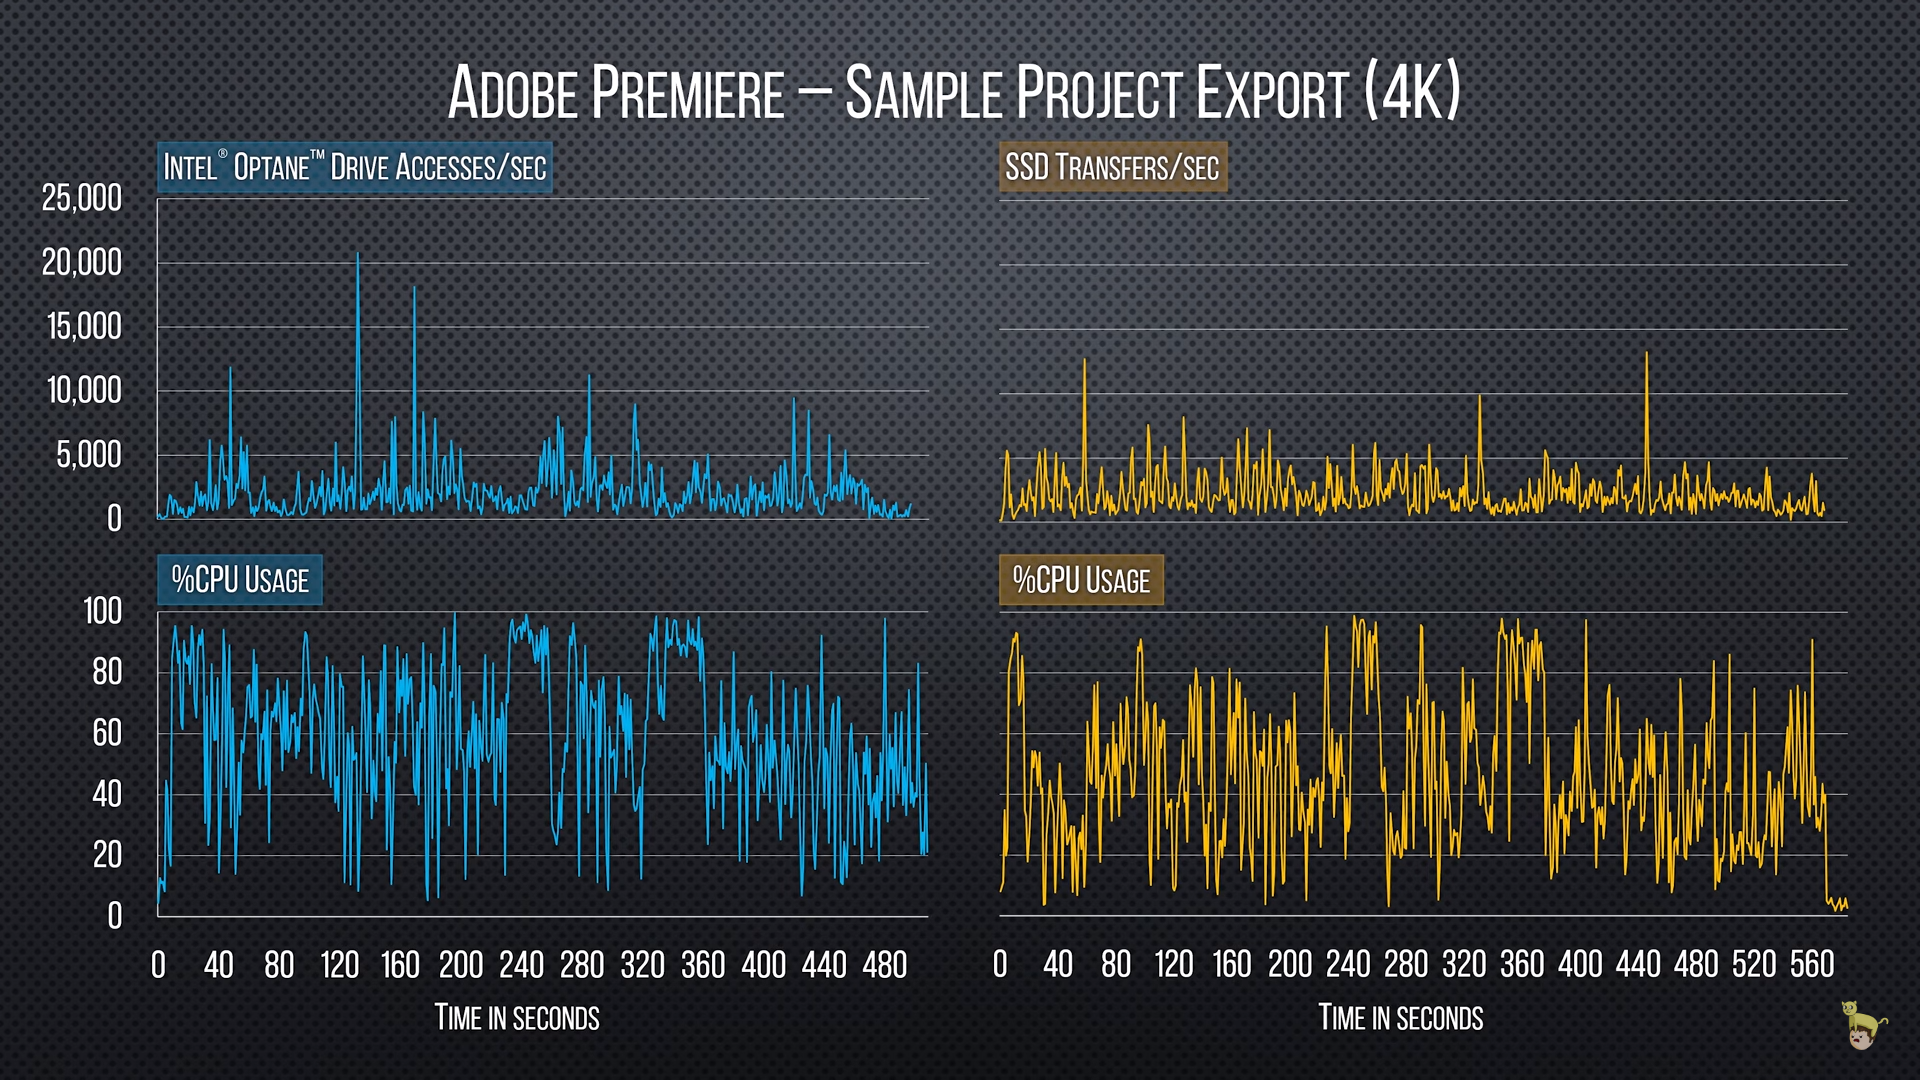 Adobe Premiere – Sample Project Export (4K)
Intel® Optane™ Drive Accesses/sec
SSD Transfers/sec
25,000
20,000
15,000
10,000
5,000
0
%CPU Usage
%CPU Usage
100
80
60
40
20
0
0 40 80 120 160 200 240 280 320 360 400 440 480
0 40 80 120 160 200 240 280 320 360 400 440 480 520 560
Time in seconds
Time in seconds